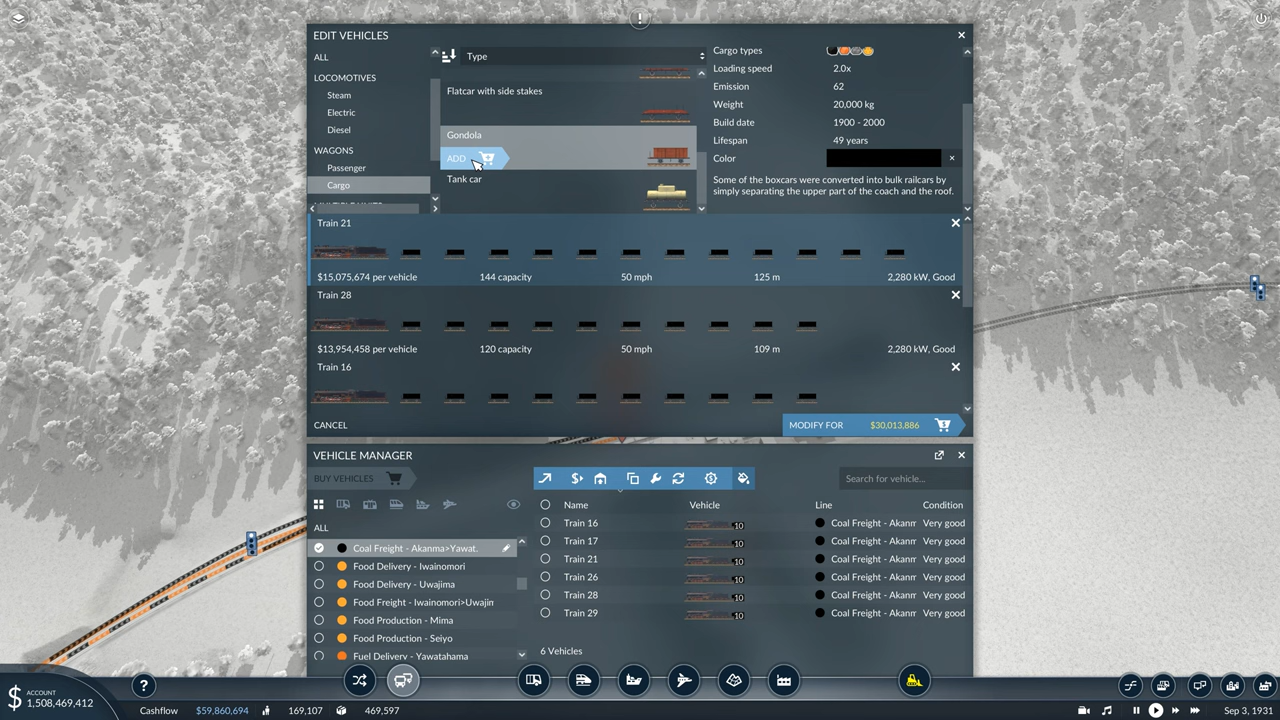 EDIT VEHICLES
ALL
LOCOMOTIVES
Steam
Electric
Diesel
WAGONS
Passenger
Cargo
Type
Flatcar with side stakes
Gondola
ADD
Tank car
Cargo types
Loading speed 2.0x
Emission 62
Weight 20,000 kg
Build date 1900 - 2000
Lifespan 49 years
Color
Some of the boxcars were converted into bulk railcars by
simply separating the upper part of the coach and the roof.
Train 21
$15,075,674 per vehicle 144 capacity 50 mph 125 m 2,280 kW, Good
Train 28
$13,954,458 per vehicle 120 capacity 50 mph 109 m 2,280 kW, Good
Train 16
CANCEL
MODIFY FOR $30,013,886
VEHICLE MANAGER
BUY VEHICLES
Search for vehicle...
ALL
Coal Freight - Akanma>Yawat.
Food Delivery - Iwainomori
Food Delivery - Uwajima
Food Freight - Iwainomori>Uwajin
Food Production - Mima
Food Production - Seiyo
Fuel Delivery - Yawatahama
Name Vehicle Line Condition
Train 16 10 Coal Freight - Akanm Very good
Train 17 10 Coal Freight - Akanm Very good
Train 21 10 Coal Freight - Akanm Very good
Train 26 10 Coal Freight - Akanm Very good
Train 28 10 Coal Freight - Akanm Very good
Train 29 10 Coal Freight - Akanm Very good
6 Vehicles
$ ACCOUNT
1,508,469,412
?
Cashflow $59,860,694 169,107 469,597
Sep 3, 1931